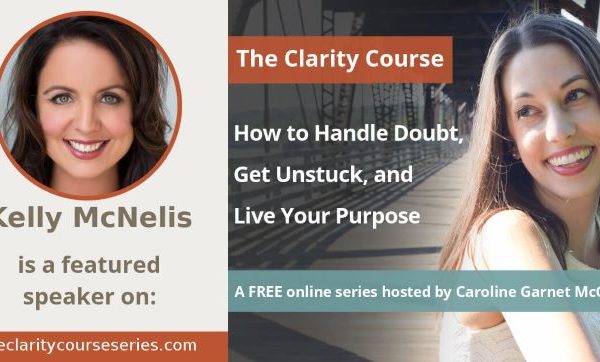 Kelly McNelis
is a featured
speaker on:
eclaritycourseseries.com
The Clarity Course
How to Handle Doubt,
Get Unstuck, and
Live Your Purpose
A FREE online series hosted by Caroline Garnet